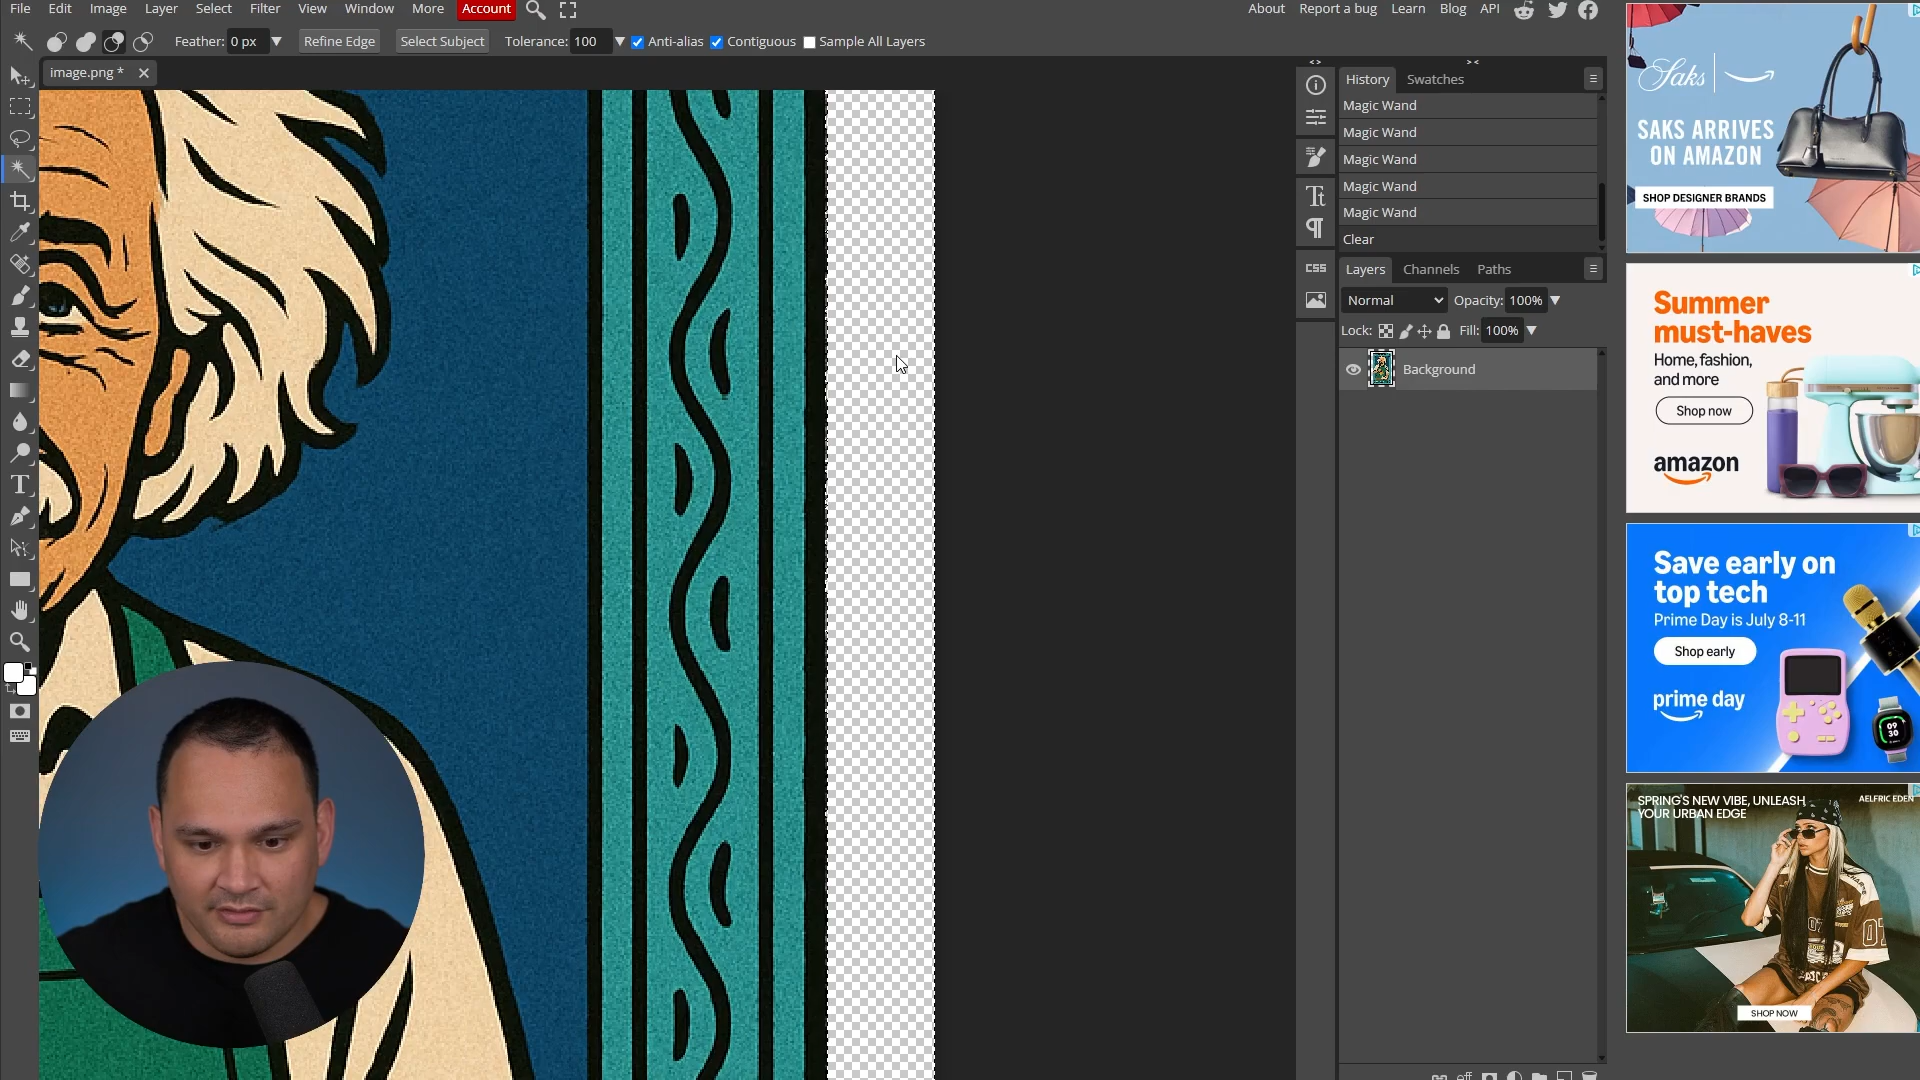 File Edit Image Layer Select Filter View Window More Account
About Report a bug Learn Blog API
Feather: 0 px Refine Edge Select Subject Tolerance: 100 Anti-alias Contiguous Sample All Layers
image.png *
History Swatches
Magic Wand
Magic Wand
Magic Wand
Magic Wand
Magic Wand
Clear
CSS
Layers Channels Paths
Normal Opacity: 100%
Lock: Fill: 100%
Background
Saks
SAKS ARRIVES
ON AMAZON
SHOP DESIGNER BRANDS
Summer
must-haves
Home, fashion,
and more
Shop now
amazon
Save early on
top tech
Prime Day is July 8-11
Shop early
prime day
09
30
SPRING'S NEW VIBE, UNLEASH
YOUR URBAN EDGE
AELFRIC EDEN
SHOP NOW